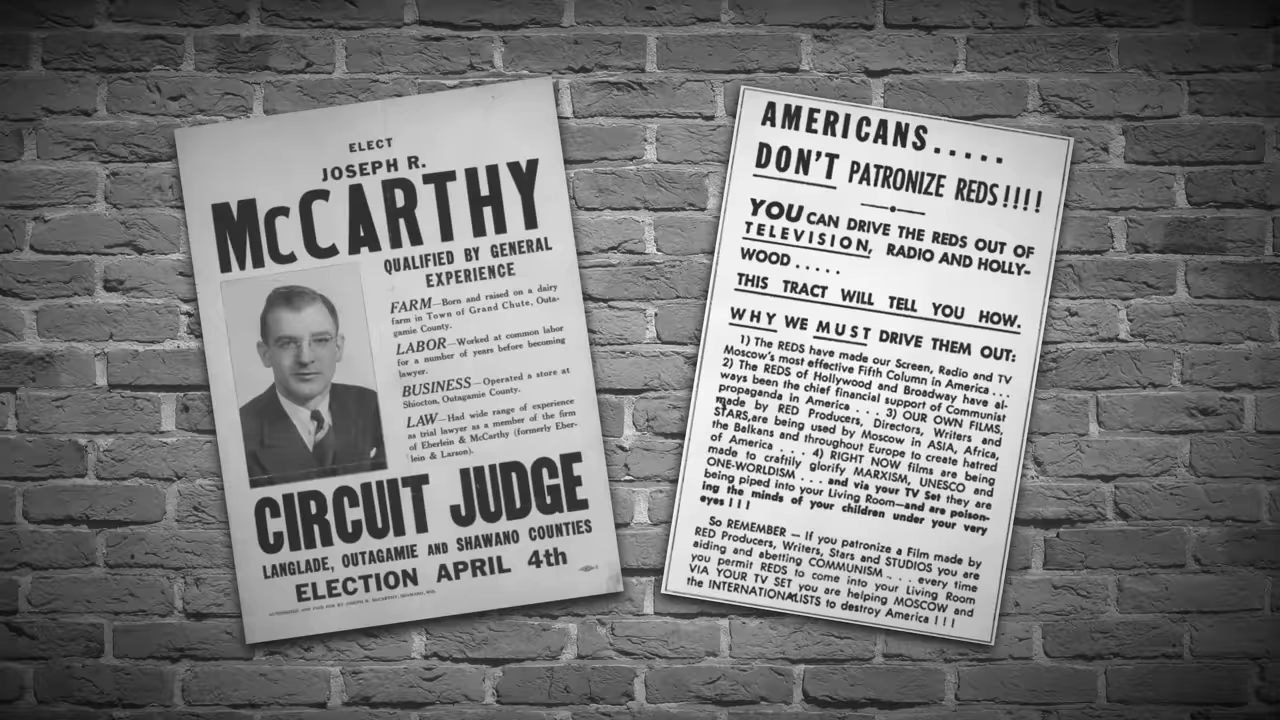 ELECT
JOSEPH R.
McCARTHY
QUALIFIED BY GENERAL
EXPERIENCE
FARM—Born and raised on a dairy
farm in Town of Grand Chute, Outa-
gamie County.
LABOR—Worked at common labor
for a number of years before becoming
lawyer.
BUSINESS—Operated a store at
Shiocton, Outagamie County.
LAW—Had wide range of experience
as trial lawyer as a member of the firm
of Eberlein & McCarthy (formerly Eber-
lein & Larson).
CIRCUIT JUDGE
LANGLADE, OUTAGAMIE AND SHAWANO COUNTIES
ELECTION APRIL 4th
AUTHORIZED AND PAID FOR BY JOSEPH R. McCARTHY, SHAWANO, WIS.
AMERICANS.....
DON'T PATRONIZE REDS!!!!
YOU CAN DRIVE THE REDS OUT OF
TELEVISION, RADIO AND HOLLY-
WOOD.....
THIS TRACT WILL TELL YOU HOW.
WHY WE MUST DRIVE THEM OUT:
1) The REDS have made our Screen, Radio and TV
Moscow's most effective Fifth Column in America...
2) The REDS of Hollywood and Broadway have al-
ways been the chief financial support of Communist
propaganda in America... 3) OUR OWN FILMS,
made by RED Producers, Directors, Writers and
STARS, are being used by Moscow in ASIA, Africa,
the Balkans and throughout Europe to create hatred
of America... 4) RIGHT NOW films are being
made to craftily glorify MARXISM, UNESCO and
ONE-WORLDISM... and via your TV Set they are
being piped into your Living Room—and are poison-
ing the minds of your children under your very
eyes!!!
So REMEMBER — If you patronize a Film made by
RED Producers, Writers, Stars and STUDIOS you are
aiding and abetting COMMUNISM... every time
you permit REDS to come into your Living Room
VIA YOUR TV SET you are helping MOSCOW and
the INTERNATIONALISTS to destroy America!!!